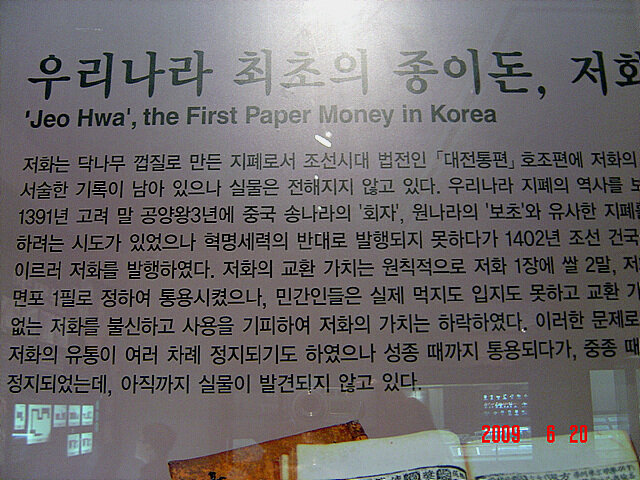 우리나라 최초의 종이돈, 저화
'Jeo Hwa', the First Paper Money in Korea
저화는 닥나무 껍질로 만든 지폐로서 조선시대 법전인 「대전통편」 호조편에 저화의
서술한 기록이 남아 있으나 실물은 전해지지 않고 있다. 우리나라 지폐의 역사를 보
1391년 고려 말 공양왕3년에 중국 송나라의 '회자', 원나라의 '보초'와 유사한 지폐를
하려는 시도가 있었으나 혁명세력의 반대로 발행되지 못하다가 1402년 조선 건국
이르러 저화를 발행하였다. 저화의 교환 가치는 원칙적으로 저화 1장에 쌀 2말, 저
면포 1필로 정하여 통용시켰으나, 민간인들은 실제 먹지도 입지도 못하고 교환 가
없는 저화를 불신하고 사용을 기피하여 저화의 가치는 하락하였다. 이러한 문제로
저화의 유통이 여러 차례 정지되기도 하였으나 성종 때까지 통용되다가, 중종 때
정지되었는데, 아직까지 실물이 발견되지 않고 있다.
2009 6 20